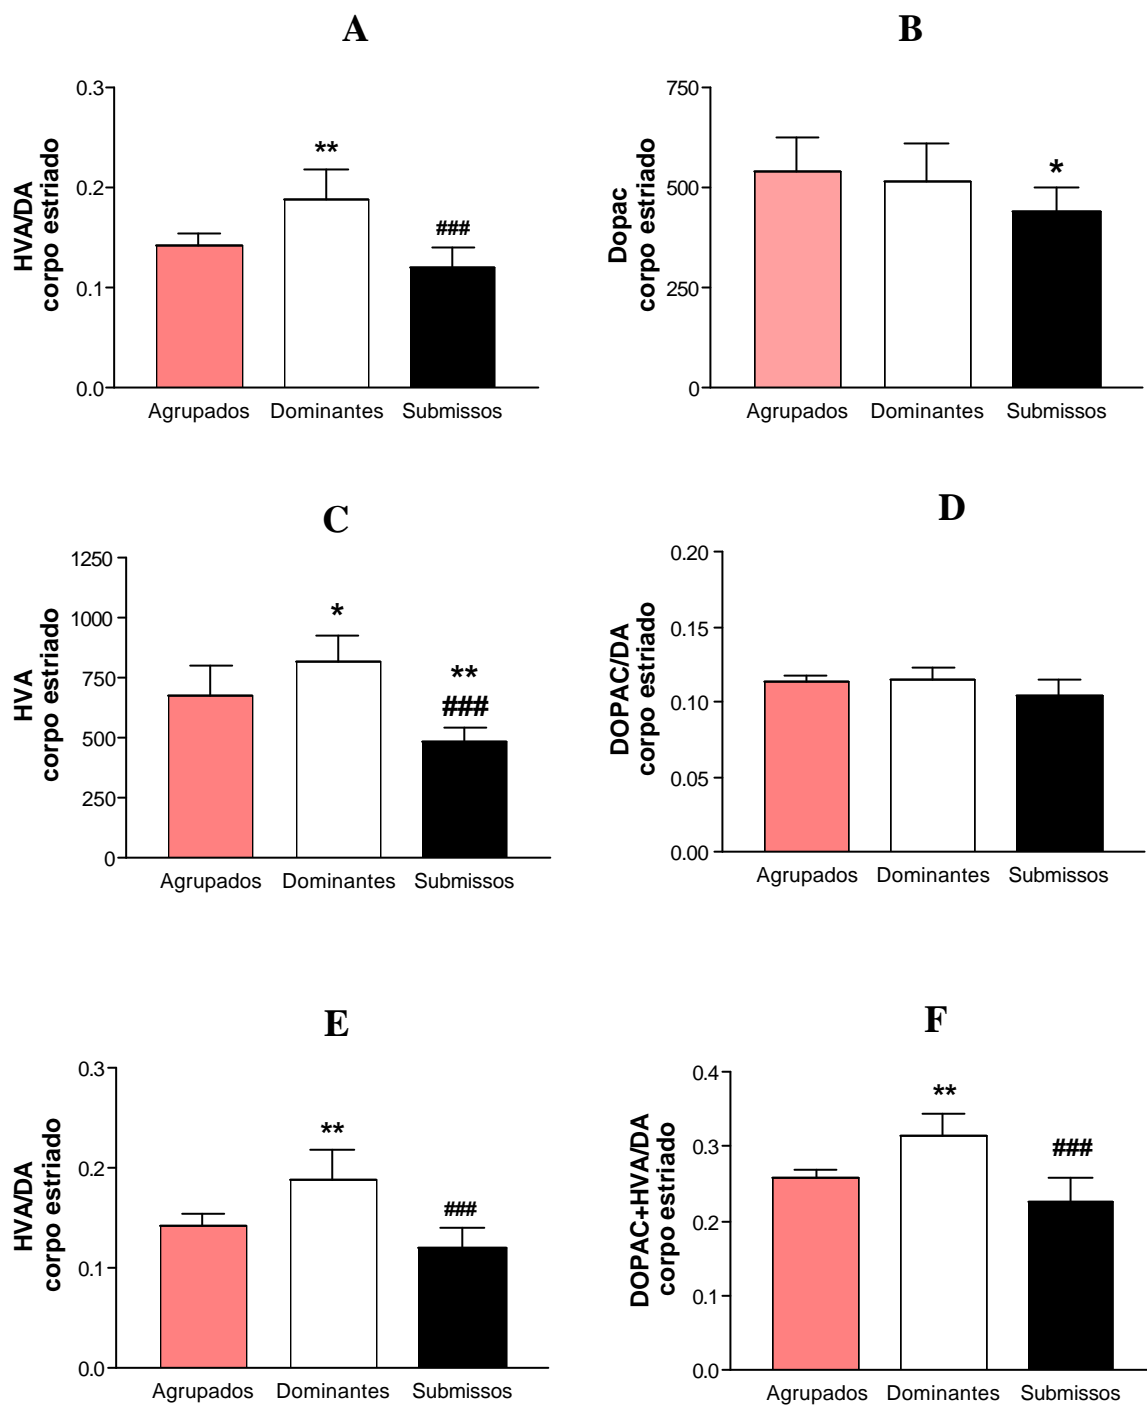 A
HVA/DA
corpo estriado
0.3
0.2
0.1
0.0
**
###
Agrupados Dominantes Submissos
B
Dopac
corpo estriado
750
500
250
0
*
Agrupados Dominantes Submissos
C
HVA
corpo estriado
1250
1000
750
500
250
0
*
**
###
Agrupados Dominantes Submissos
D
DOPAC/DA
corpo estriado
0.20
0.15
0.10
0.05
0.00
Agrupados Dominantes Submissos
E
HVA/DA
corpo estriado
0.3
0.2
0.1
0.0
**
###
Agrupados Dominantes Submissos
F
DOPAC+HVA/DA
corpo estriado
0.4
0.3
0.2
0.1
0.0
**
###
Agrupados Dominantes Submissos